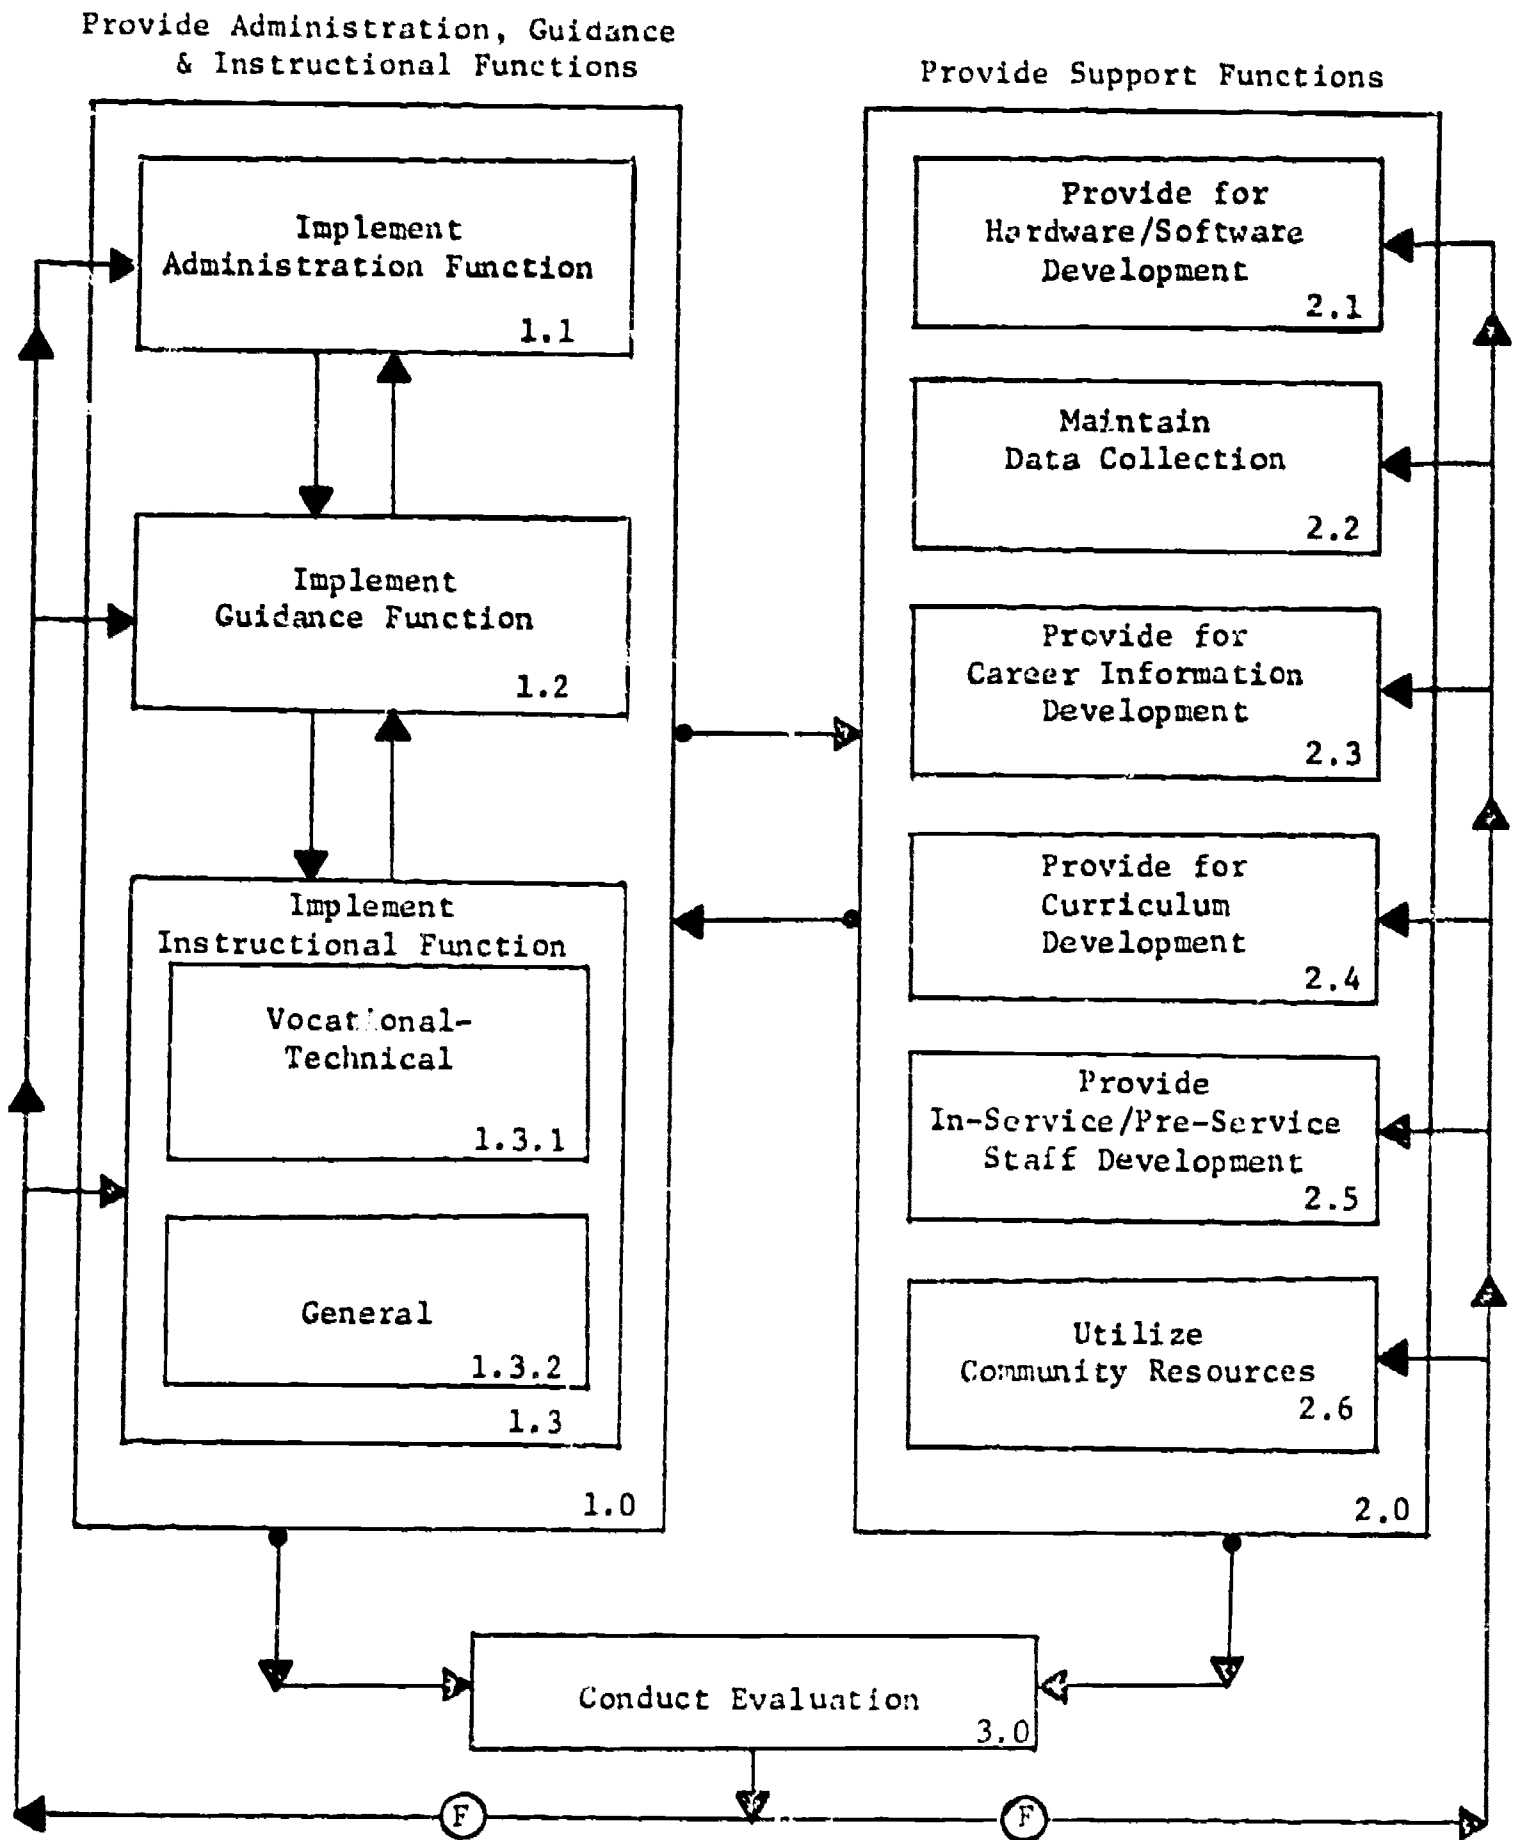 Provide Administration, Guidance
& Instructional Functions
Provide Support Functions
Implement
Administration Function
1.1
Implement
Guidance Function
1.2
Implement
Instructional Function
Vocational-
Technical
1.3.1
General
1.3.2
1.3
1.0
Provide for
Hardware/Software
Development
2.1
Maintain
Data Collection
2.2
Provide for
Career Information
Development
2.3
Provide for
Curriculum
Development
2.4
Provide
In-Service/Pre-Service
Staff Development
2.5
Utilize
Community Resources
2.6
2.0
Conduct Evaluation
3.0
F
F